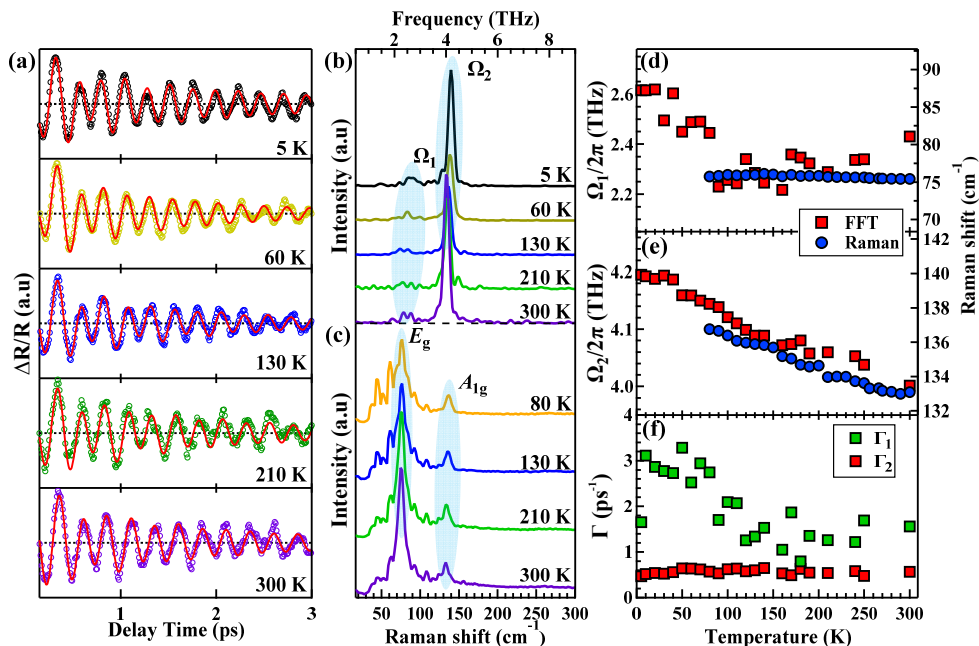 (a)
5 K
60 K
130 K
210 K
300 K
ΔR/R (a.u)
1
2
3
Delay Time (ps)
Frequency (THz)
0
2
4
6
8
(b)
Ω2
Ω1
5 K
60 K
130 K
210 K
300 K
Intensity (a.u)
(c)
Eg
A1g
80 K
130 K
210 K
300 K
Intensity (a.u)
50
100
150
200
250
300
Raman shift (cm-1)
(d)
2.6
2.4
2.2
Ω1/2π (THz)
90
85
80
75
70
FFT
Raman
Raman shift (cm-1)
(e)
4.2
4.1
4.0
4
Ω2/2π (THz)
142
140
138
136
134
132
(f)
Γ1
Γ2
3
2
1
0
Γ (ps-1)
0
50
100
150
200
250
300
Temperature (K)